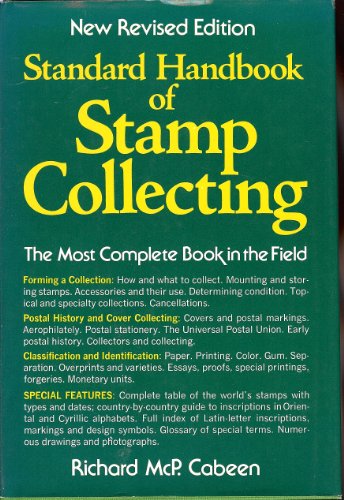 New Revised Edition
Standard Handbook
of
Stamp
Collecting
The Most Complete Book in the Field
Forming a Collection: How and what to collect. Mounting and stor-
ing stamps. Accessories and their use. Determining condition. Top-
ical and specialty collections. Cancellations.
Postal History and Cover Collecting: Covers and postal markings.
Aerophilately. Postal stationery. The Universal Postal Union. Early
postal history. Collectors and collecting.
Classification and Identification: Paper. Printing. Color. Gum. Sep-
aration. Overprints and varieties. Essays, proofs, special printings,
forgeries. Monetary units.
SPECIAL FEATURES: Complete table of the world's stamps with
types and dates; country-by-country guide to inscriptions in Orien-
tal and Cyrillic alphabets. Full index of Latin-letter inscriptions,
markings and design symbols. Glossary of special terms. Numer-
ous drawings and photographs.
Richard McP. Cabeen